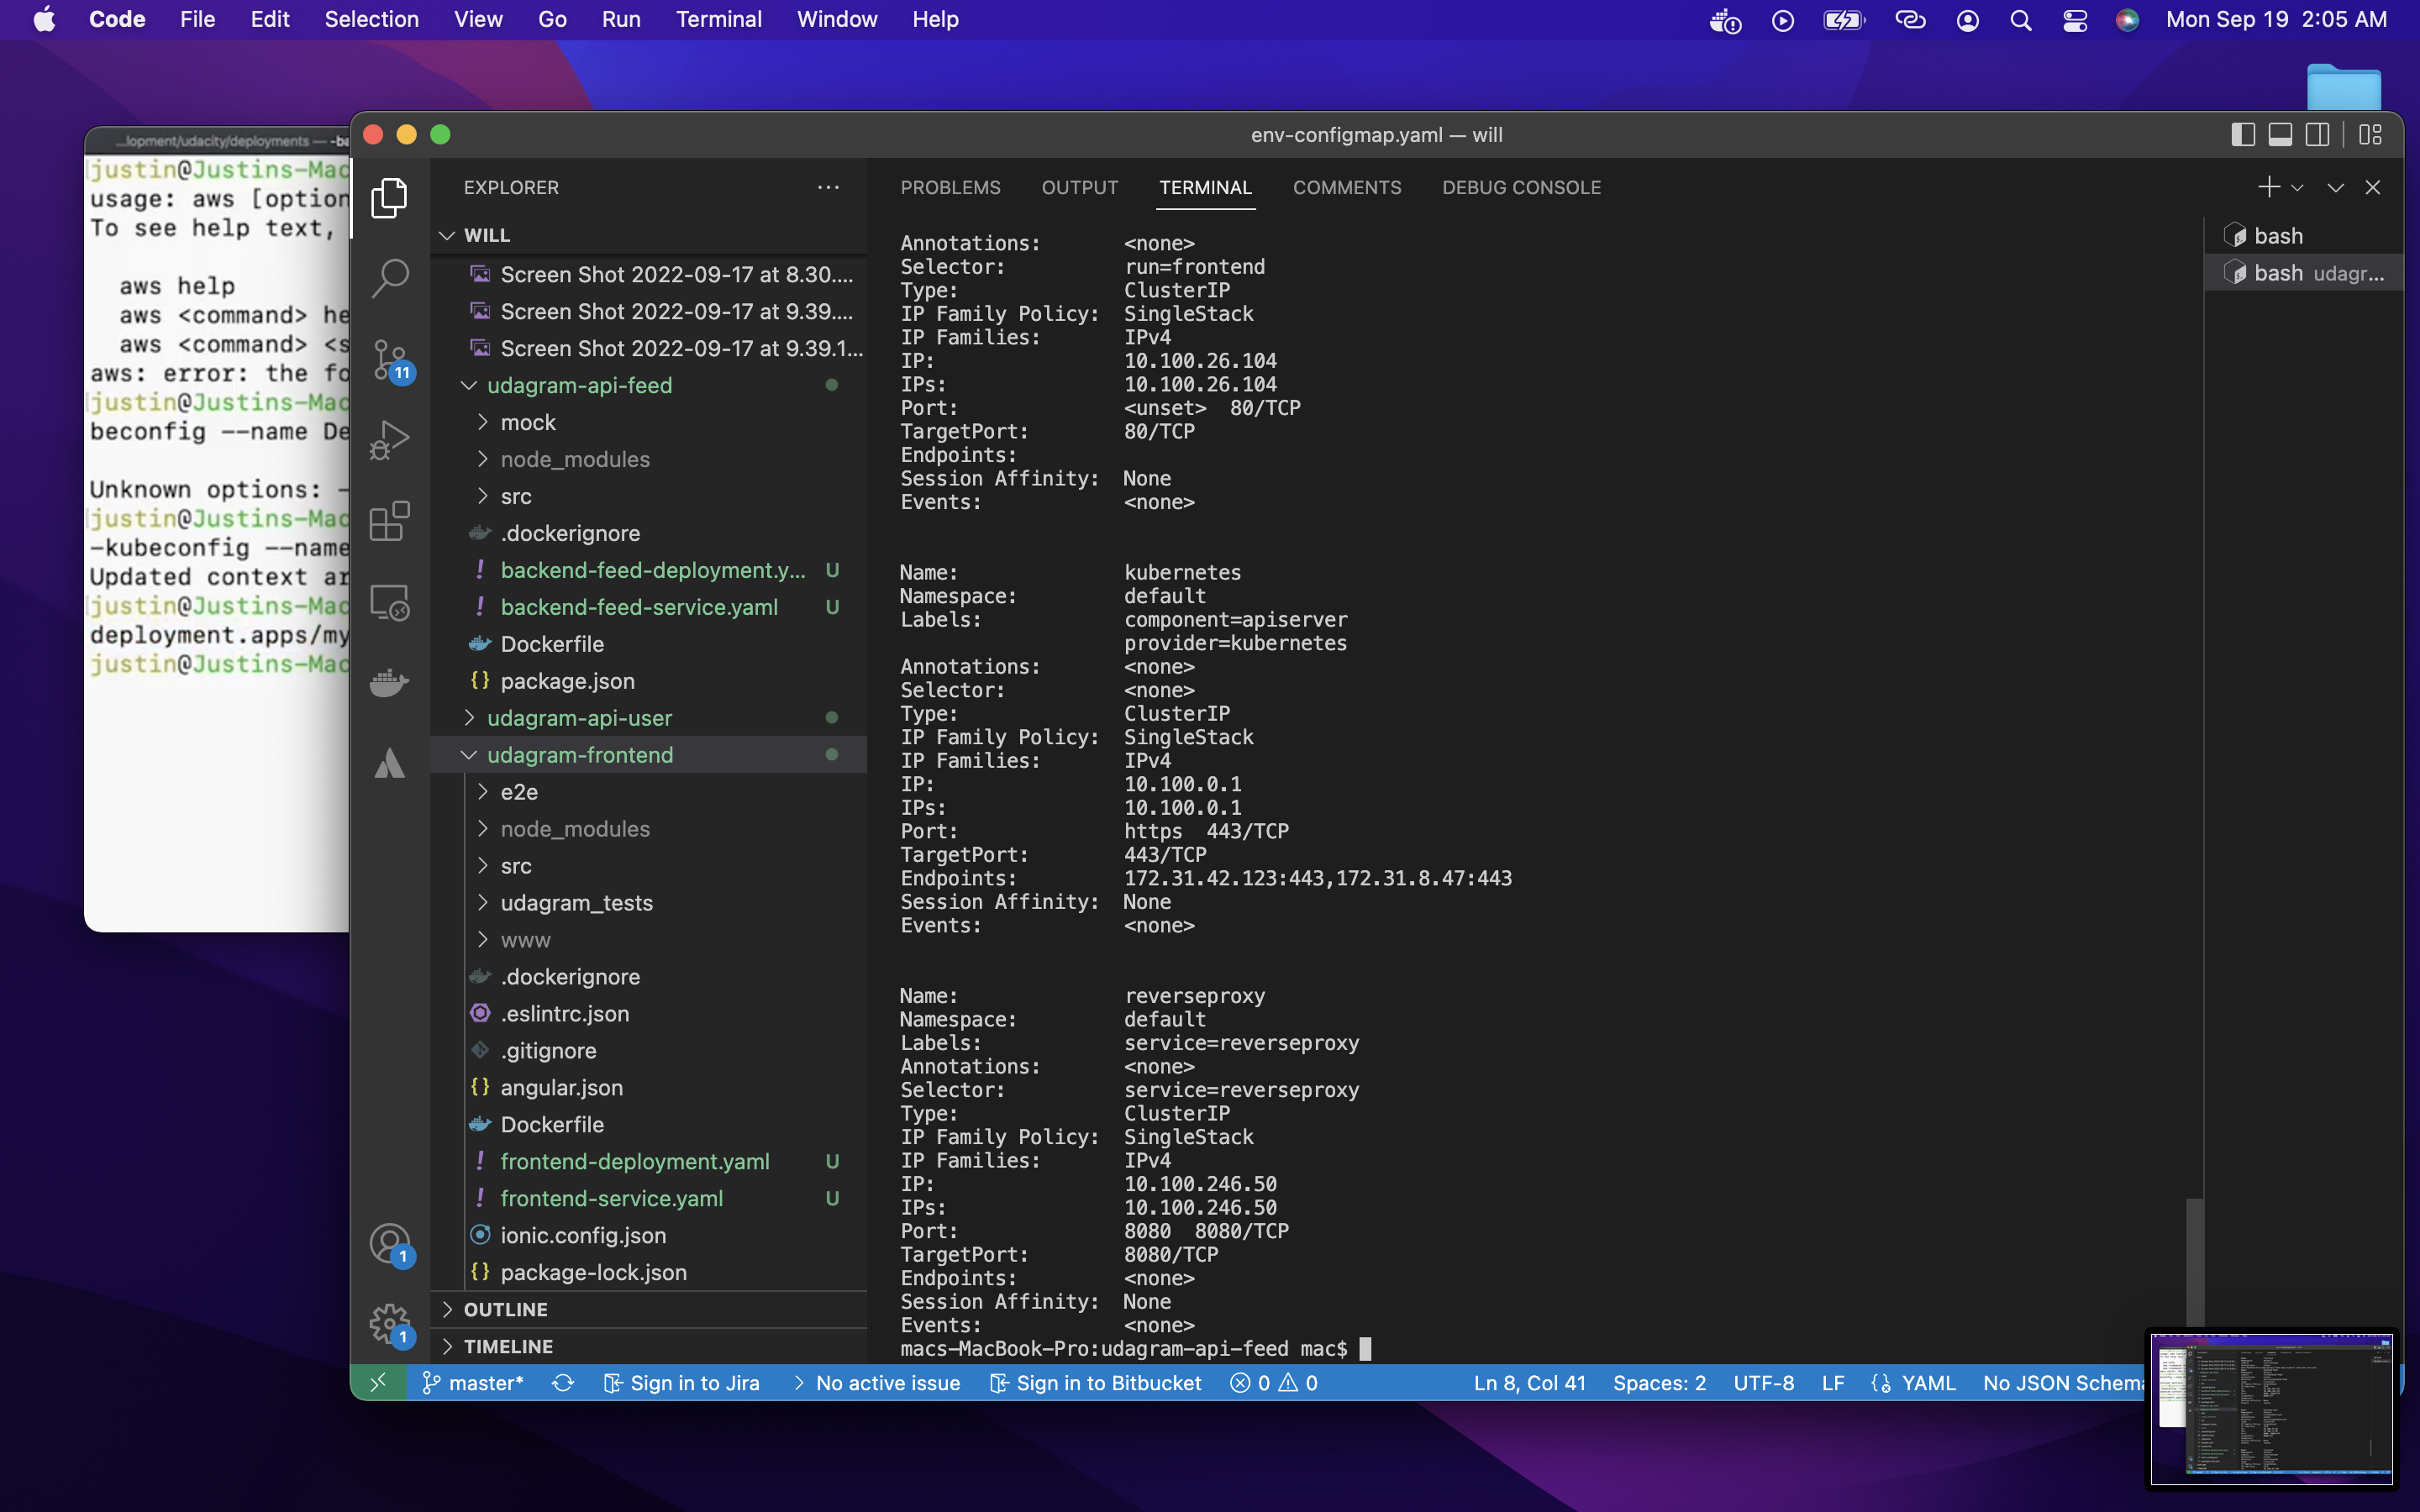 Code File Edit Selection View Go Run Terminal Window Help Mon Sep 19 2:05 AM
...lopment/udacity/deployments — -ba
justin@Justins-Mac
usage: aws [option
To see help text,
aws help
aws <command> he
aws <command> <s
aws: error: the fo
justin@Justins-Mac
beconfig --name De
Unknown options: -
justin@Justins-Mac
-kubeconfig --name
Updated context ar
justin@Justins-Mac
deployment.apps/my
justin@Justins-Mac
env-configmap.yaml — will
EXPLORER
WILL
Screen Shot 2022-09-17 at 8.30....
Screen Shot 2022-09-17 at 9.39....
Screen Shot 2022-09-17 at 9.39.1...
udagram-api-feed
mock
node_modules
src
.dockerignore
backend-feed-deployment.y... U
backend-feed-service.yaml U
Dockerfile
package.json
udagram-api-user
udagram-frontend
e2e
node_modules
src
udagram_tests
www
.dockerignore
.eslintrc.json
.gitignore
angular.json
Dockerfile
frontend-deployment.yaml U
frontend-service.yaml U
ionic.config.json
package-lock.json
OUTLINE
TIMELINE
11
1
1
PROBLEMS OUTPUT TERMINAL COMMENTS DEBUG CONSOLE
Annotations: <none>
Selector: run=frontend
Type: ClusterIP
IP Family Policy: SingleStack
IP Families: IPv4
IP: 10.100.26.104
IPs: 10.100.26.104
Port: <unset> 80/TCP
TargetPort: 80/TCP
Endpoints:
Session Affinity: None
Events: <none>
Name: kubernetes
Namespace: default
Labels: component=apiserver
provider=kubernetes
Annotations: <none>
Selector: <none>
Type: ClusterIP
IP Family Policy: SingleStack
IP Families: IPv4
IP: 10.100.0.1
IPs: 10.100.0.1
Port: https 443/TCP
TargetPort: 443/TCP
Endpoints: 172.31.42.123:443,172.31.8.47:443
Session Affinity: None
Events: <none>
Name: reverseproxy
Namespace: default
Labels: service=reverseproxy
Annotations: <none>
Selector: service=reverseproxy
Type: ClusterIP
IP Family Policy: SingleStack
IP Families: IPv4
IP: 10.100.246.50
IPs: 10.100.246.50
Port: 8080 8080/TCP
TargetPort: 8080/TCP
Endpoints: <none>
Session Affinity: None
Events: <none>
macs-MacBook-Pro:udagram-api-feed mac$
bash
bash udagr...
master* Sign in to Jira No active issue Sign in to Bitbucket 0 0 Ln 8, Col 41 Spaces: 2 UTF-8 LF YAML No JSON Schema